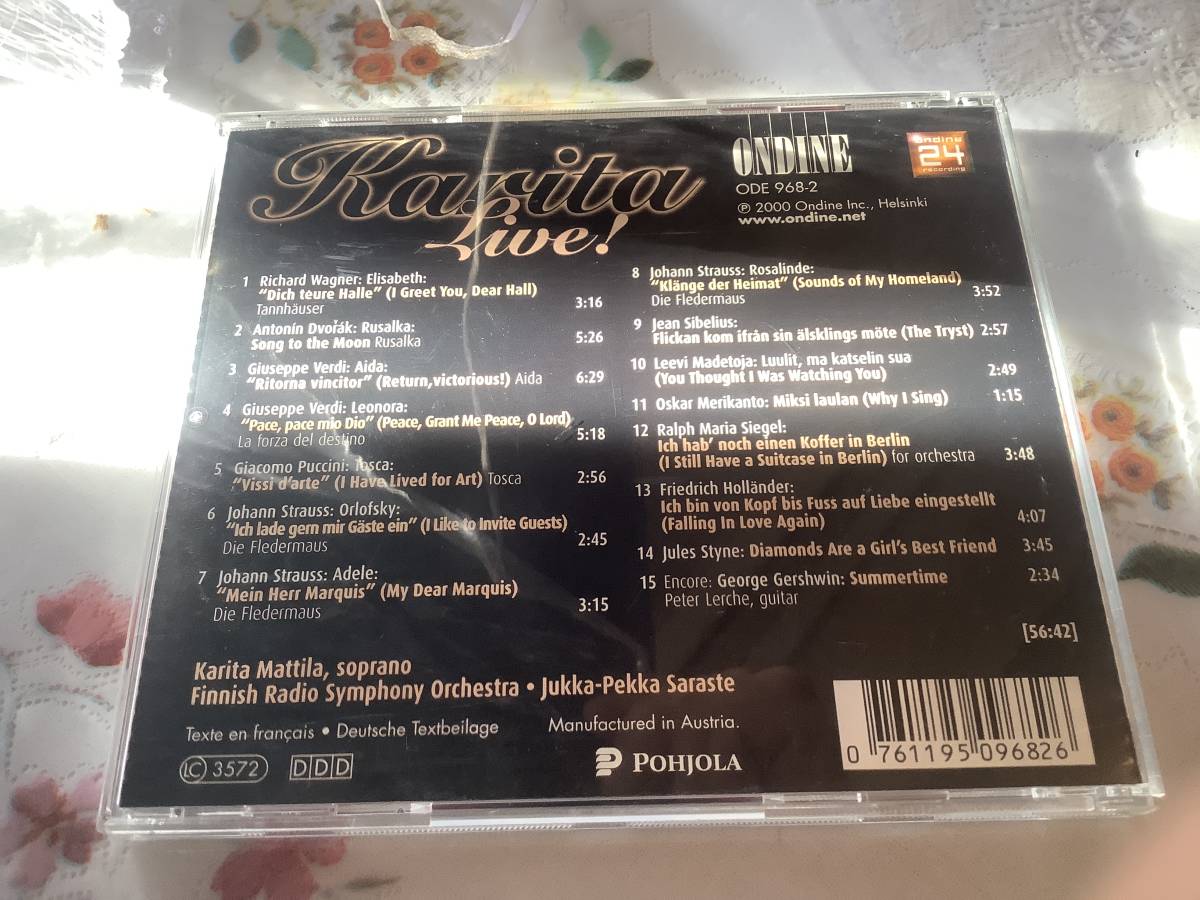 Karita
Live!
ONDINE
ODE 968-2
℗ 2000 Ondine Inc., Helsinki
www.ondine.net
Ondine
24
recording
1 Richard Wagner: Elisabeth:
"Dich teure Halle" (I Greet You, Dear Hall)
Tannhäuser 3:16
2 Antonín Dvořák: Rusalka:
Song to the Moon Rusalka 5:26
3 Giuseppe Verdi: Aida:
"Ritorna vincitor" (Return,victorious!) Aida 6:29
4 Giuseppe Verdi: Leonora:
"Pace, pace mio Dio" (Peace, Grant Me Peace, O Lord)
La forza del destino 5:18
5 Giacomo Puccini: Tosca:
"Vissi d'arte" (I Have Lived for Art) Tosca 2:56
6 Johann Strauss: Orlofsky:
"Ich lade gern mir Gäste ein" (I Like to Invite Guests)
Die Fledermaus 2:45
7 Johann Strauss: Adele:
"Mein Herr Marquis" (My Dear Marquis)
Die Fledermaus 3:15
8 Johann Strauss: Rosalinde:
"Klänge der Heimat" (Sounds of My Homeland)
Die Fledermaus 3:52
9 Jean Sibelius:
Flickan kom ifrån sin älsklings möte (The Tryst) 2:57
10 Leevi Madetoja: Luulit, ma katselin sua
(You Thought I Was Watching You) 2:49
11 Oskar Merikanto: Miksi laulan (Why I Sing) 1:15
12 Ralph Maria Siegel:
Ich hab' noch einen Koffer in Berlin
(I Still Have a Suitcase in Berlin) for orchestra 3:48
13 Friedrich Holländer:
Ich bin von Kopf bis Fuss auf Liebe eingestellt
(Falling In Love Again) 4:07
14 Jules Styne: Diamonds Are a Girl's Best Friend 3:45
15 Encore: George Gershwin: Summertime 2:34
Peter Lerche, guitar
[56:42]
Karita Mattila, soprano
Finnish Radio Symphony Orchestra • Jukka-Pekka Saraste
Texte en français • Deutsche Textbeilage Manufactured in Austria.
LC 3572 DDD POHJOLA
0 761195 096826